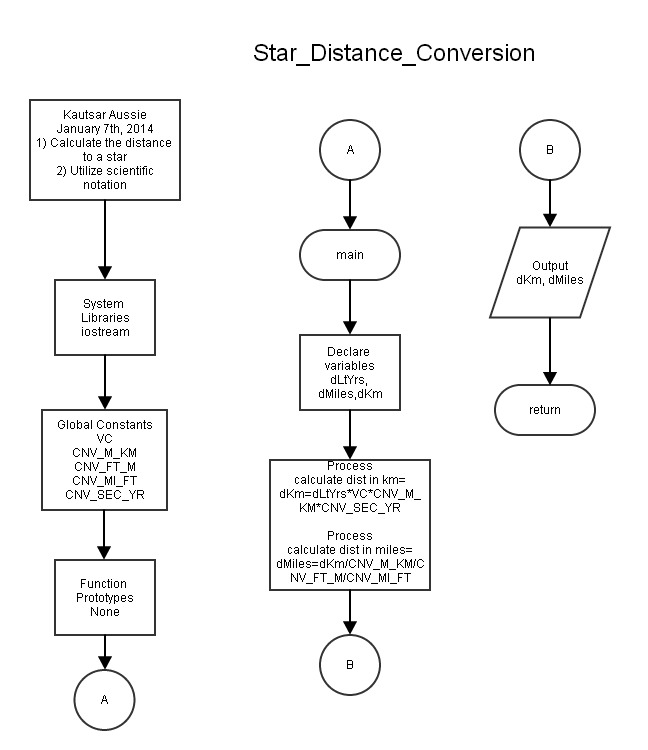 Star_Distance_Conversion
Kautsar Aussie
January 7th, 2014
1) Calculate the distance
to a star
2) Utilize scientific
notation
System
Libraries
iostream
Global Constants
VC
CNV_M_KM
CNV_FT_M
CNV_MI_FT
CNV_SEC_YR
Function
Prototypes
None
A
A
main
Declare
variables
dLtYrs,
dMiles,dKm
Process
calculate dist in km=
dKm=dLtYrs*VC*CNV_M_
KM*CNV_SEC_YR
Process
calculate dist in miles=
dMiles=dKm/CNV_M_KM/C
NV_FT_M/CNV_MI_FT
B
B
Output
dKm, dMiles
return